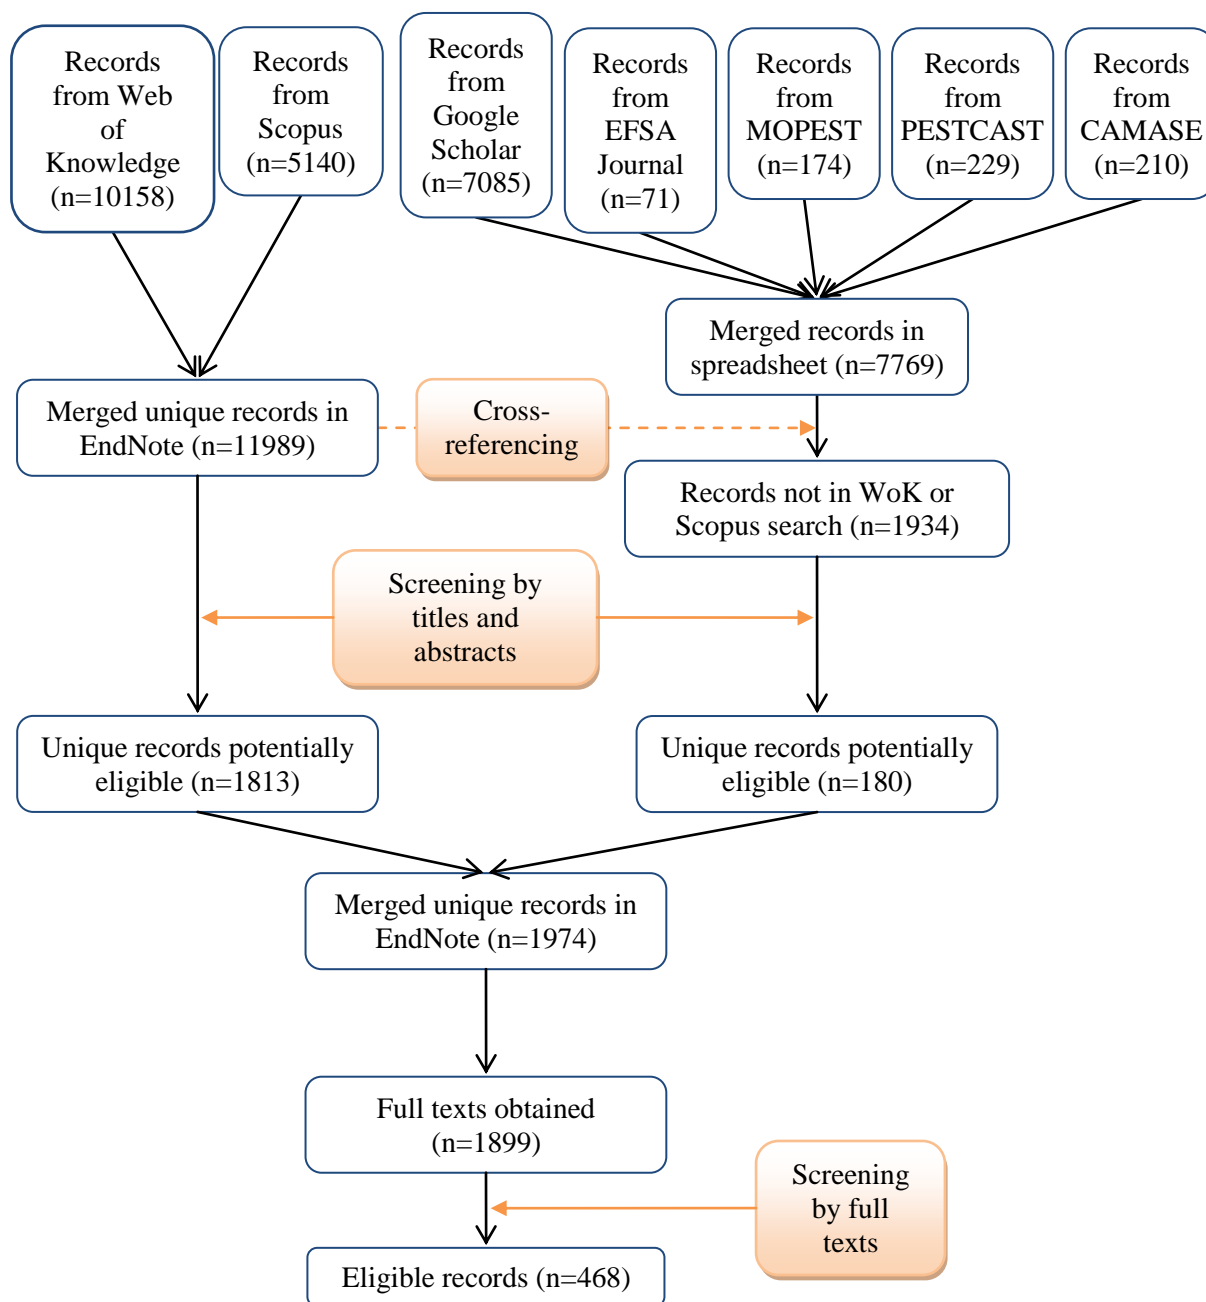 Records
from Web
of
Knowledge
(n=10158)
Records
from
Scopus
(n=5140)
Records
from
Google
Scholar
(n=7085)
Records
from
EFSA
Journal
(n=71)
Records
from
MOPEST
(n=174)
Records
from
PESTCAST
(n=229)
Records
from
CAMASE
(n=210)
Merged records in
spreadsheet (n=7769)
Merged unique records in
EndNote (n=11989)
Cross-
referencing
Records not in WoK or
Scopus search (n=1934)
Screening by
titles and
abstracts
Unique records potentially
eligible (n=1813)
Unique records potentially
eligible (n=180)
Merged unique records in
EndNote (n=1974)
Full texts obtained
(n=1899)
Screening
by full
texts
Eligible records (n=468)